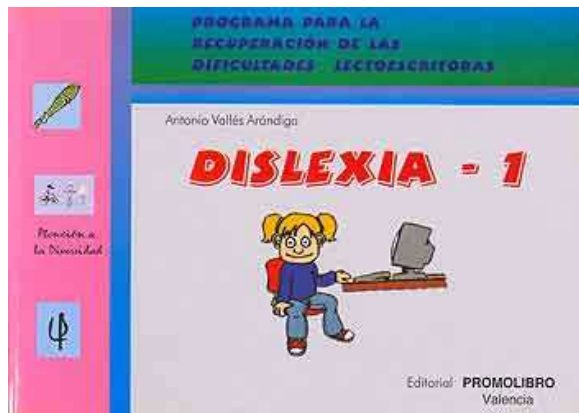 PROGRAMA PARA LA
RECUPERACIÓN DE LAS
DIFICULTADES LECTOESCRITORAS
Antonio Vallés Arándiga
DISLEXIA - 1
Atención a
la Diversidad
Editorial PROMOLIBRO
Valencia